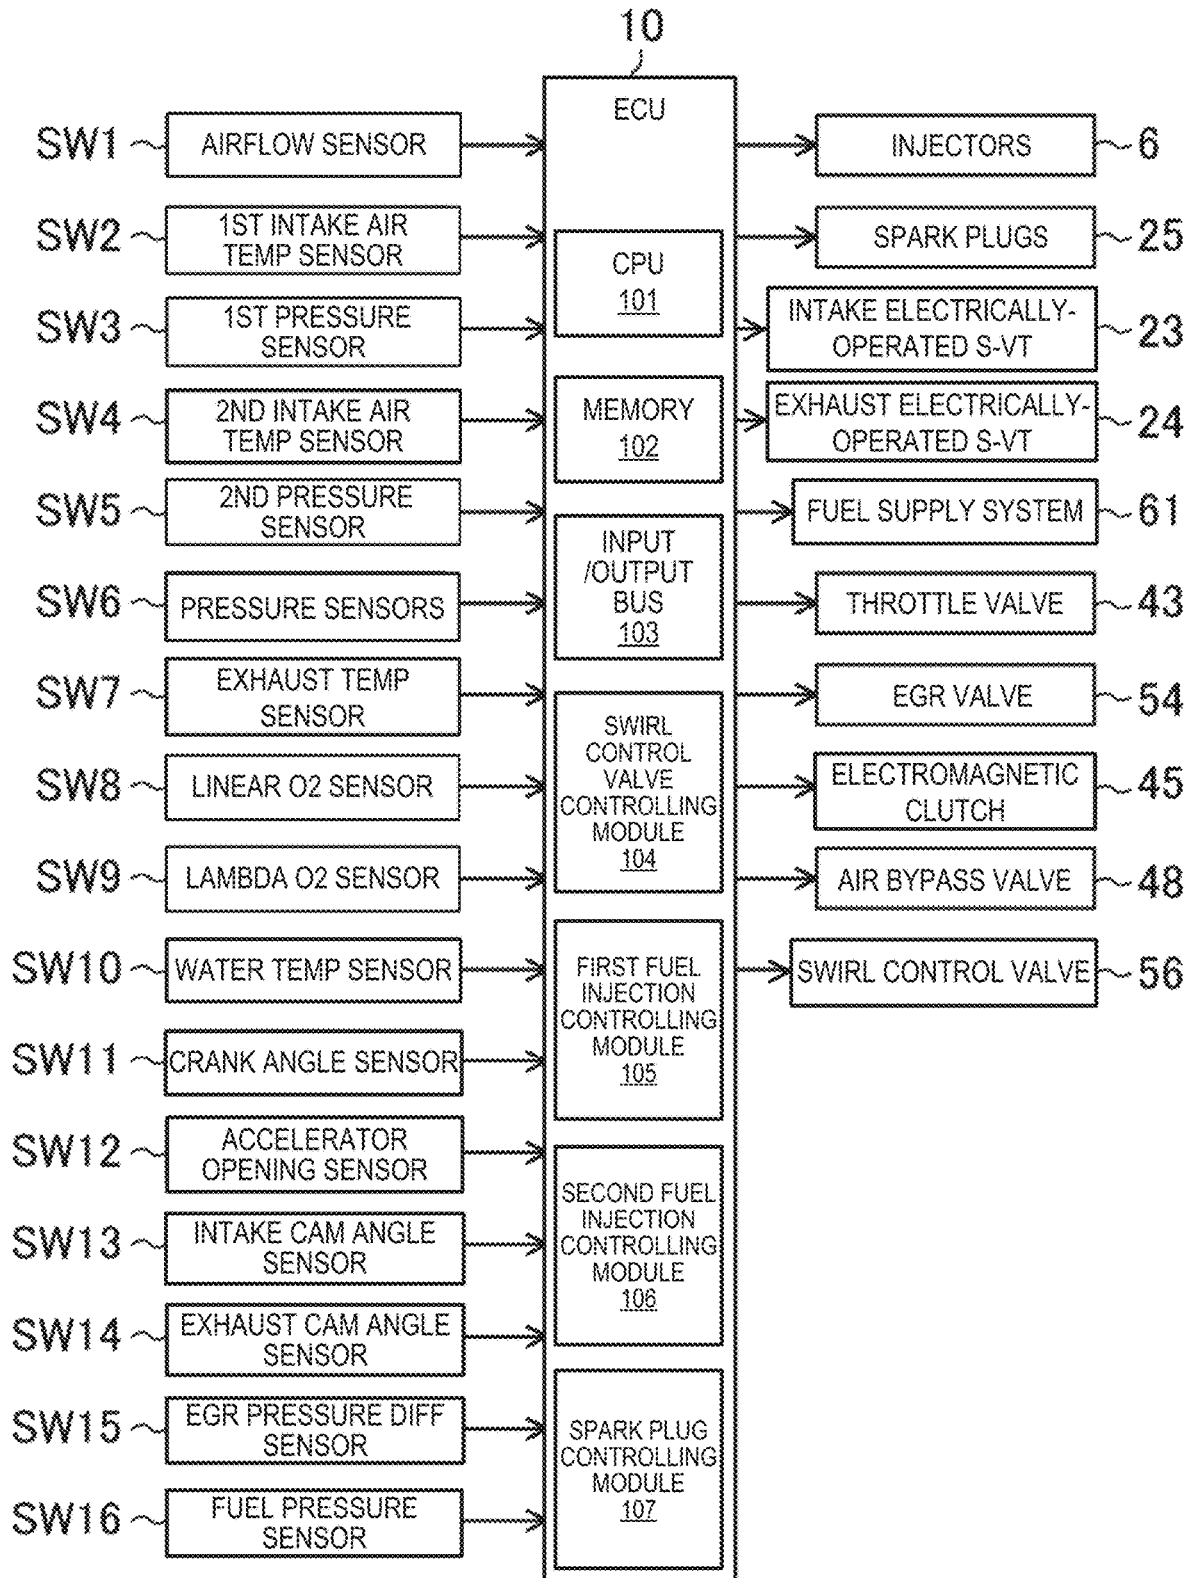 10
ECU
SW1
AIRFLOW SENSOR
SW2
1ST INTAKE AIR
TEMP SENSOR
SW3
1ST PRESSURE
SENSOR
SW4
2ND INTAKE AIR
TEMP SENSOR
SW5
2ND PRESSURE
SENSOR
SW6
PRESSURE SENSORS
SW7
EXHAUST TEMP
SENSOR
SW8
LINEAR O2 SENSOR
SW9
LAMBDA O2 SENSOR
SW10
WATER TEMP SENSOR
SW11
CRANK ANGLE SENSOR
SW12
ACCELERATOR
OPENING SENSOR
SW13
INTAKE CAM ANGLE
SENSOR
SW14
EXHAUST CAM ANGLE
SENSOR
SW15
EGR PRESSURE DIFF
SENSOR
SW16
FUEL PRESSURE
SENSOR
CPU
101
MEMORY
102
INPUT
/OUTPUT
BUS
103
SWIRL
CONTROL
VALVE
CONTROLLING
MODULE
104
FIRST FUEL
INJECTION
CONTROLLING
MODULE
105
SECOND FUEL
INJECTION
CONTROLLING
MODULE
106
SPARK PLUG
CONTROLLING
MODULE
107
INJECTORS
6
SPARK PLUGS
25
INTAKE ELECTRICALLY-
OPERATED S-VT
23
EXHAUST ELECTRICALLY-
OPERATED S-VT
24
FUEL SUPPLY SYSTEM
61
THROTTLE VALVE
43
EGR VALVE
54
ELECTROMAGNETIC
CLUTCH
45
AIR BYPASS VALVE
48
SWIRL CONTROL VALVE
56